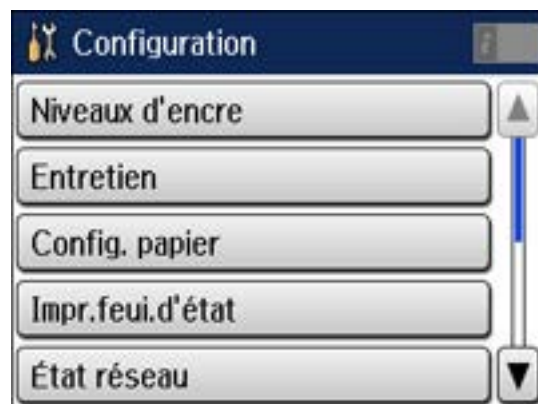 Configuration
Niveaux d'encre
Entretien
Config. papier
Impr.feui.d'état
État réseau